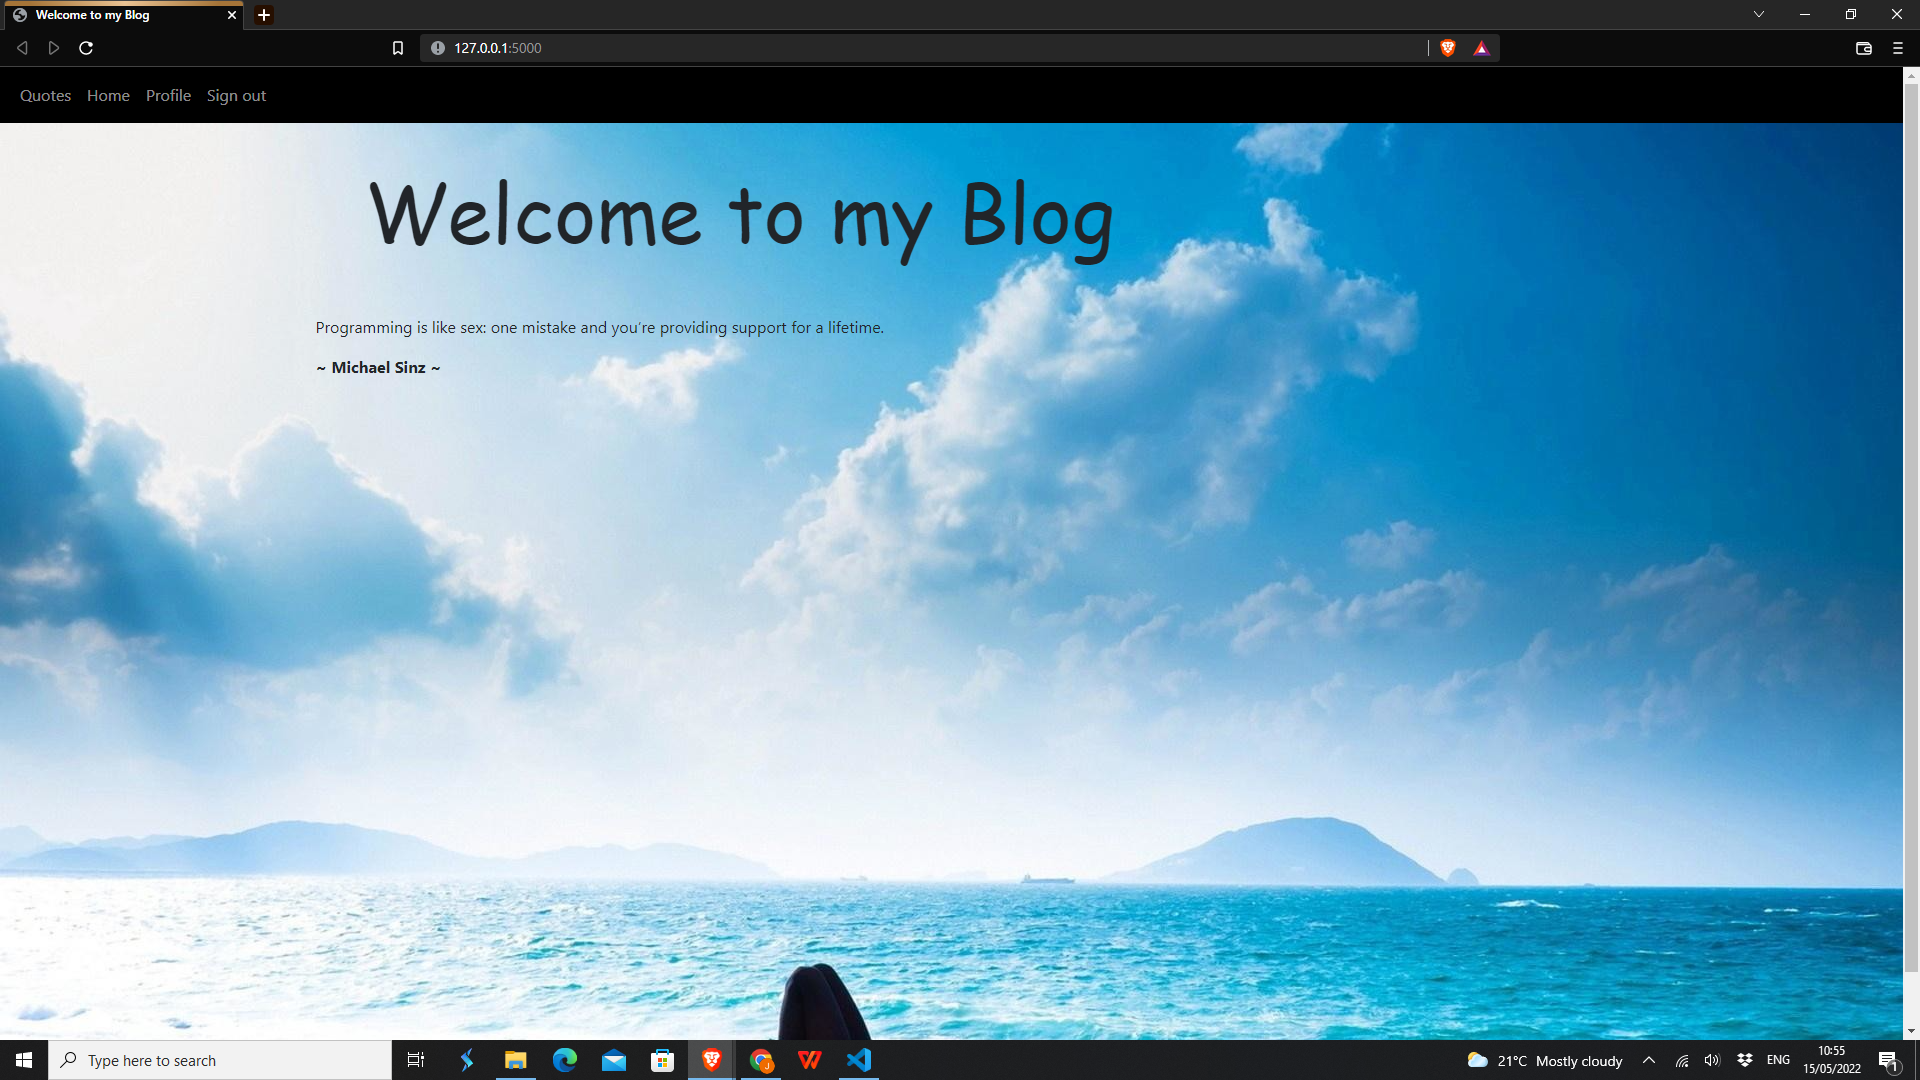 Welcome to my Blog
127.0.0.1:5000
Quotes Home Profile Sign out
Welcome to my Blog
Programming is like sex: one mistake and you’re providing support for a lifetime.
~ Michael Sinz ~
Type here to search
21°C Mostly cloudy
ENG
10:55
15/05/2022
1
J